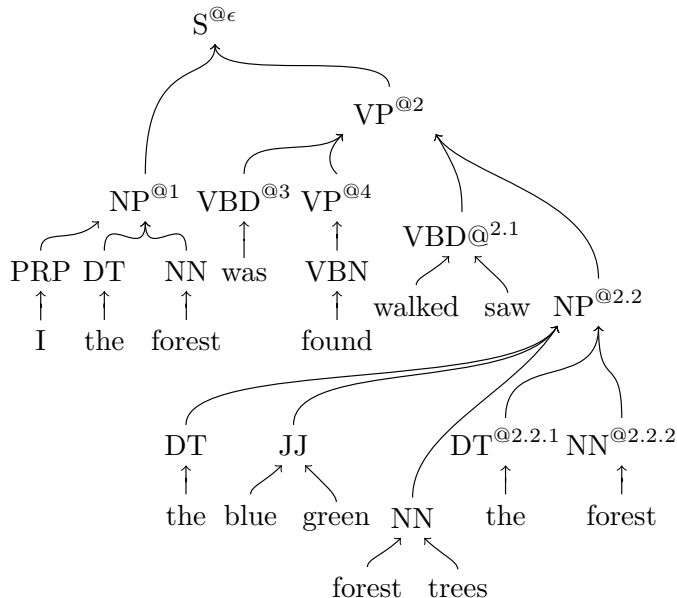 S@ϵ
VP@2
NP@1 VBD@3 VP@4
VBD@2.1
PRP DT NN was VBN
walked saw NP@2.2
I the forest found
DT JJ DT@2.2.1 NN@2.2.2
the blue green NN the forest
forest trees